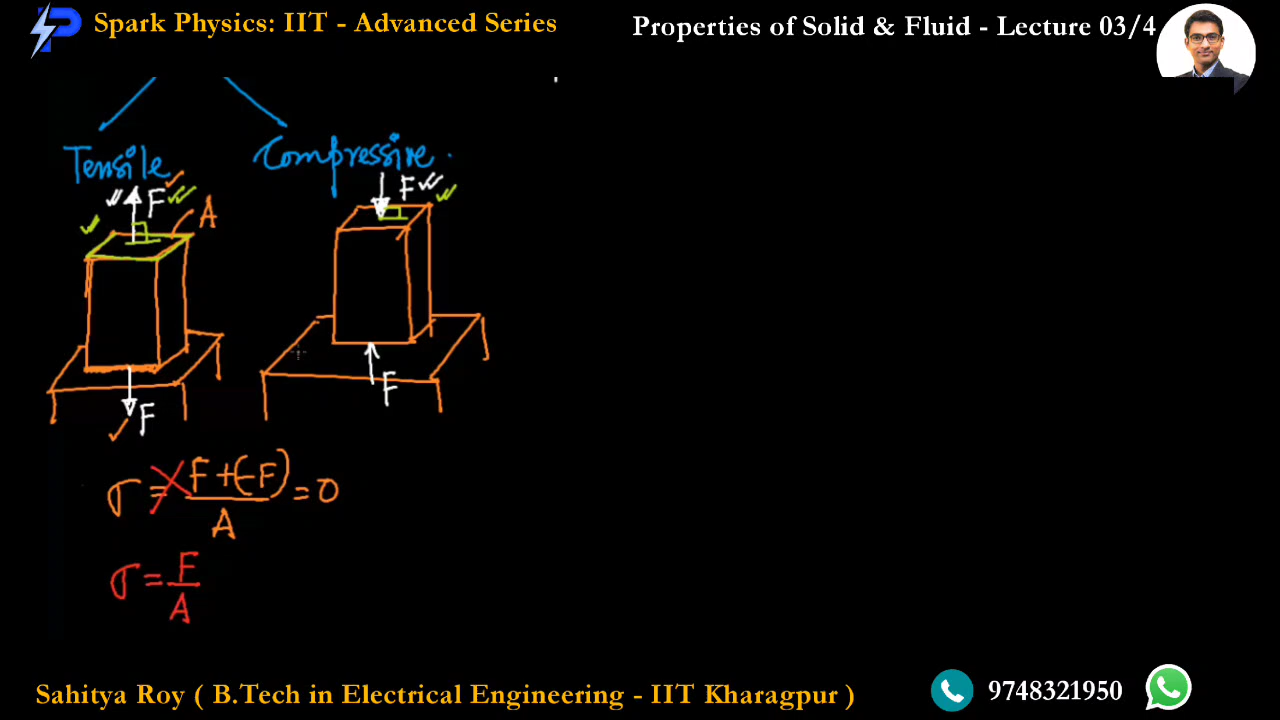 Spark Physics: IIT - Advanced Series
Properties of Solid & Fluid - Lecture 03/4
Tensile
Compressive
F
F
A
F
F
σ = F + (-F) / A = 0
σ = F / A
Sahitya Roy ( B.Tech in Electrical Engineering - IIT Kharagpur )
9748321950